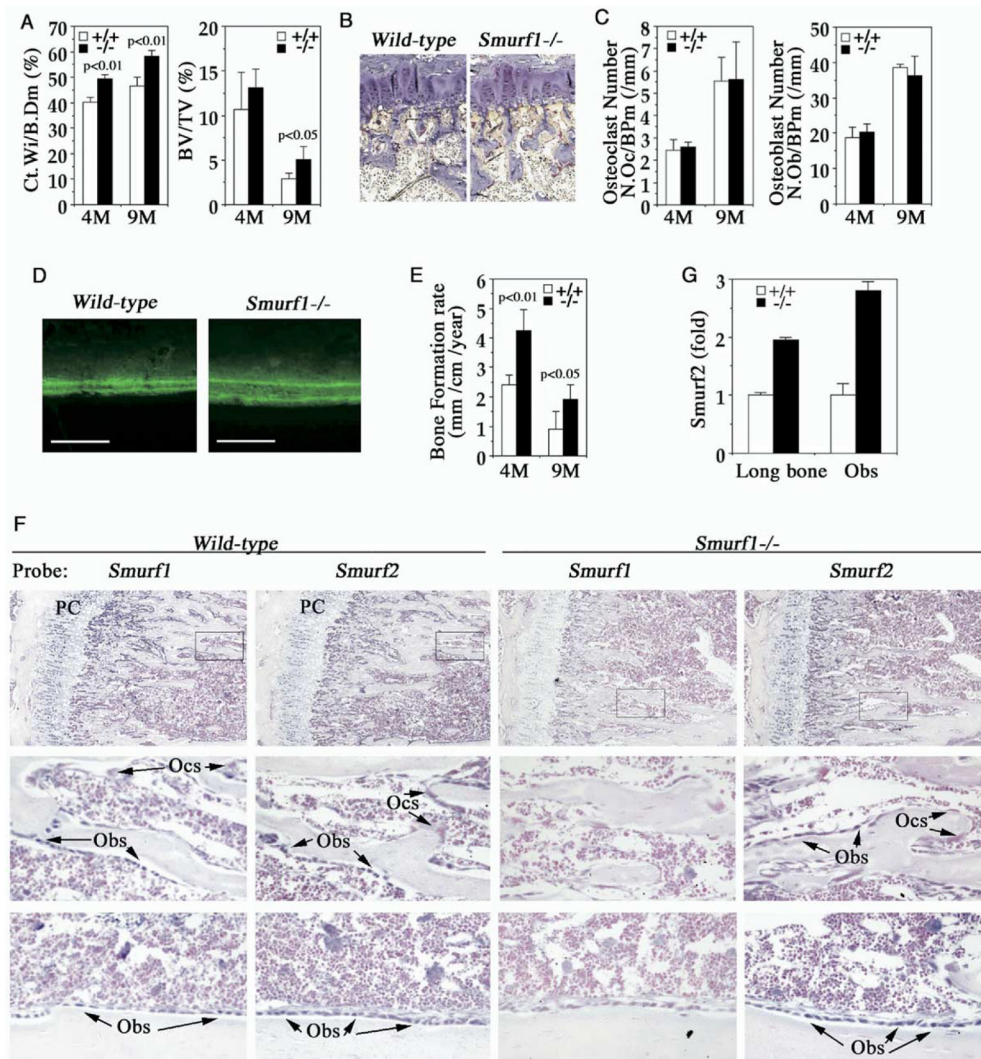 A
Ct.Wi/B.Dm (%)
+/+
-/-
p<0.01
p<0.01
70
60
50
40
30
20
10
0
4M 9M
BV/TV (%)
+/+
-/-
p<0.05
20
15
10
5
0
4M 9M
B
Wild-type Smurf1-/-
C
Osteoclast Number
N.Oc/BPm (/mm)
+/+
-/-
8
7
6
5
4
3
2
1
0
4M 9M
Osteoblast Number
N.Ob/BPm (/mm)
50
40
30
20
10
0
4M 9M
D
Wild-type Smurf1-/-
E
Bone Formation rate
(mm /cm /year)
+/+
-/-
p<0.01
p<0.05
6
5
4
3
2
1
0
4M 9M
G
Smurf2 (fold)
+/+
-/-
3
2
1
0
Long bone Obs
F
Wild-type Smurf1-/-
Probe: Smurf1 Smurf2 Smurf1 Smurf2
PC PC
Ocs
Obs
Ocs
Obs
Ocs
Obs
Obs
Obs
Obs